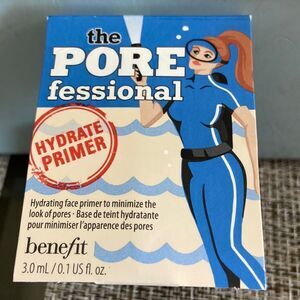 the
PORE
fessional
HYDRATE
PRIMER
Hydrating face primer to minimize the
look of pores · Base de teint hydratante
pour minimiser l'apparence des pores
benefit
3.0 mL / 0.1 US fl. oz.